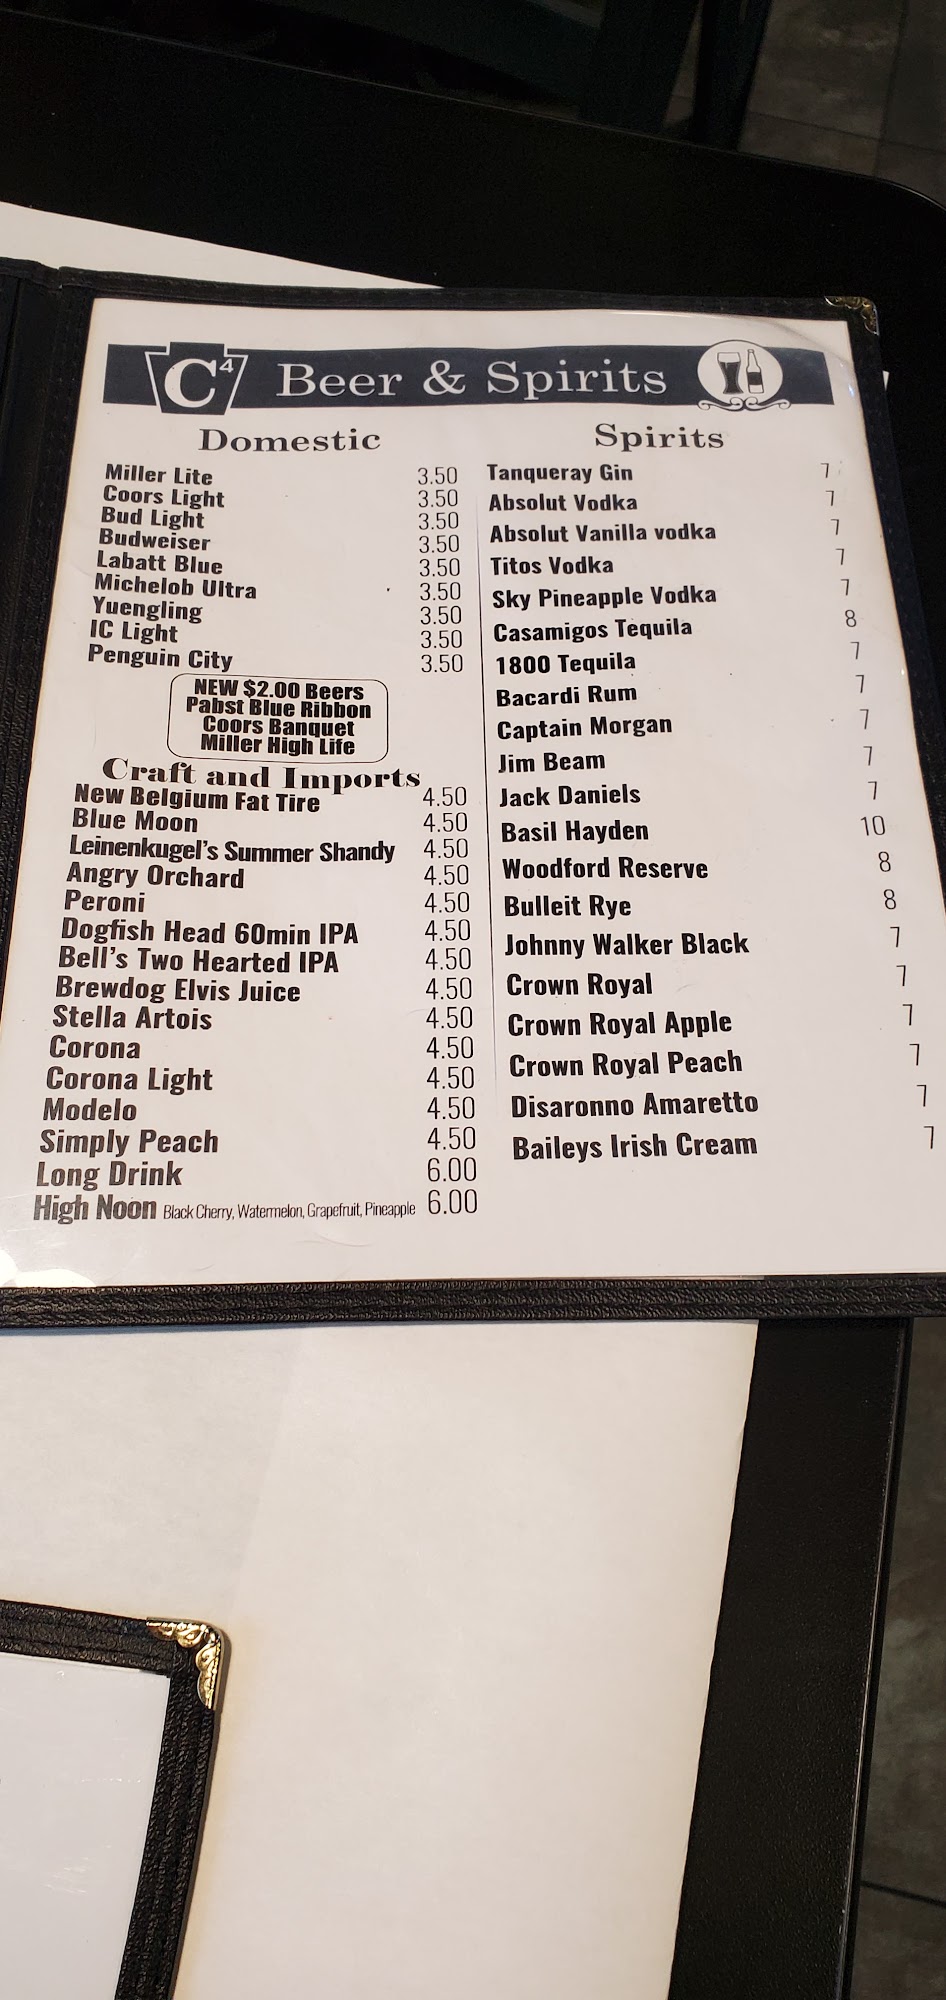 C4 Beer & Spirits
Domestic
Miller Lite 3.50
Coors Light 3.50
Bud Light 3.50
Budweiser 3.50
Labatt Blue 3.50
Michelob Ultra 3.50
Yuengling 3.50
IC Light 3.50
Penguin City 3.50
NEW $2.00 Beers
Pabst Blue Ribbon
Coors Banquet
Miller High Life
Craft and Imports
New Belgium Fat Tire 4.50
Blue Moon 4.50
Leinenkugel's Summer Shandy 4.50
Angry Orchard 4.50
Peroni 4.50
Dogfish Head 60min IPA 4.50
Bell's Two Hearted IPA 4.50
Brewdog Elvis Juice 4.50
Stella Artois 4.50
Corona 4.50
Corona Light 4.50
Modelo 4.50
Simply Peach 4.50
Long Drink 6.00
High Noon Black Cherry, Watermelon, Grapefruit, Pineapple 6.00
Spirits
Tanqueray Gin 7
Absolut Vodka 7
Absolut Vanilla vodka 7
Titos Vodka 7
Sky Pineapple Vodka 7
Casamigos Tequila 8
1800 Tequila 7
Bacardi Rum 7
Captain Morgan 7
Jim Beam 7
Jack Daniels 7
Basil Hayden 10
Woodford Reserve 8
Bulleit Rye 8
Johnny Walker Black 7
Crown Royal 7
Crown Royal Apple 7
Crown Royal Peach 7
Disaronno Amaretto 7
Baileys Irish Cream 7